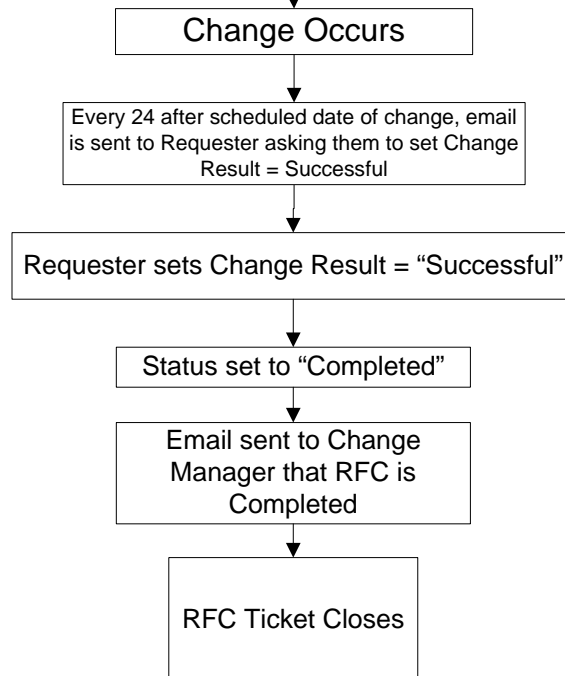 Change Occurs
Every 24 after scheduled date of change, email
is sent to Requester asking them to set Change
Result = Successful
Requester sets Change Result = “Successful”
Status set to “Completed”
Email sent to Change
Manager that RFC is
Completed
RFC Ticket Closes